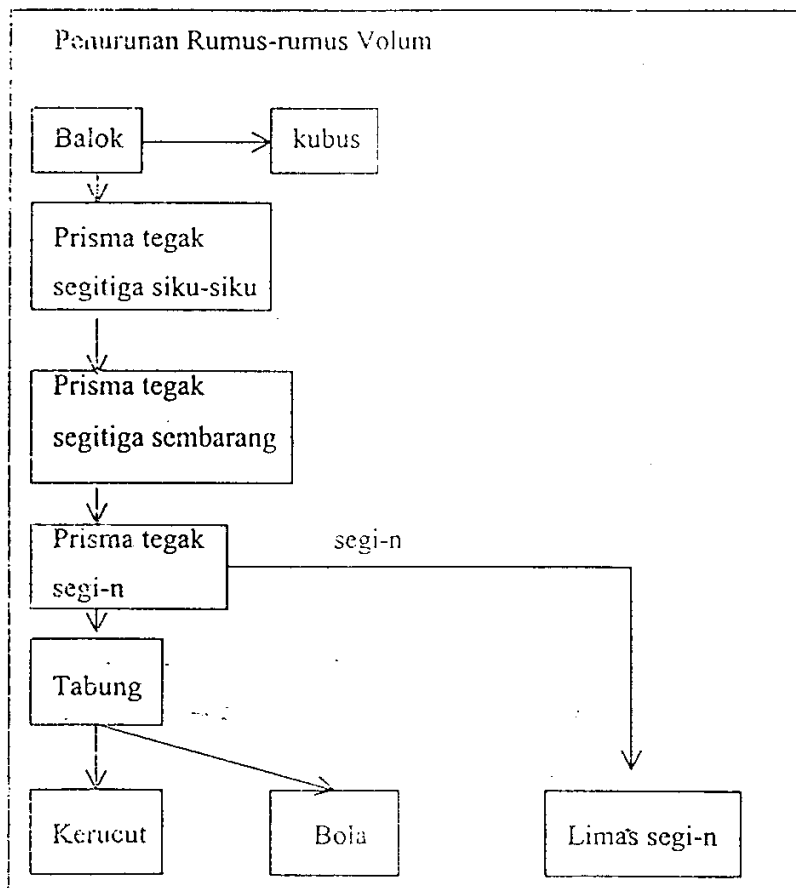 Penurunan Rumus-rumus Volum
Balok
kubus
Prisma tegak
segitiga siku-siku
Prisma tegak
segitiga sembarang
Prisma tegak
segi-n
segi-n
Tabung
Kerucut
Bola
Limas segi-n